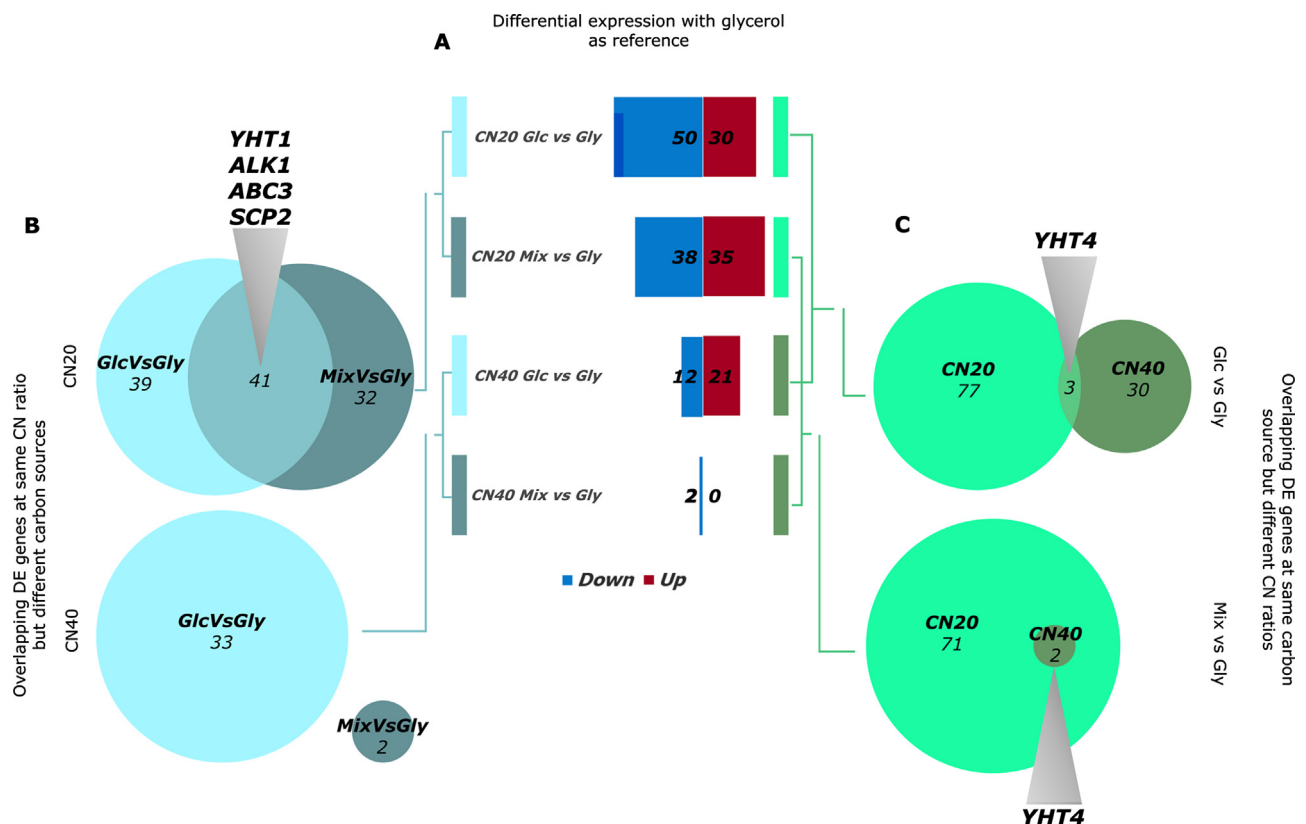 Differential expression with glycerol
as reference
A
CN20 Glc vs Gly
50 30
CN20 Mix vs Gly
38 35
CN40 Glc vs Gly
12 21
CN40 Mix vs Gly
2 0
Down Up
B
YHT1
ALK1
ABC3
SCP2
Overlapping DE genes at same CN ratio
but different carbon sources
CN20
GlcVsGly
39
41
MixVsGly
32
CN40
GlcVsGly
33
MixVsGly
2
C
YHT4
CN20
77
3
CN40
30
Glc vs Gly
CN20
71
CN40
2
YHT4
Mix vs Gly
Overlapping DE genes at same carbon
source but different CN ratios